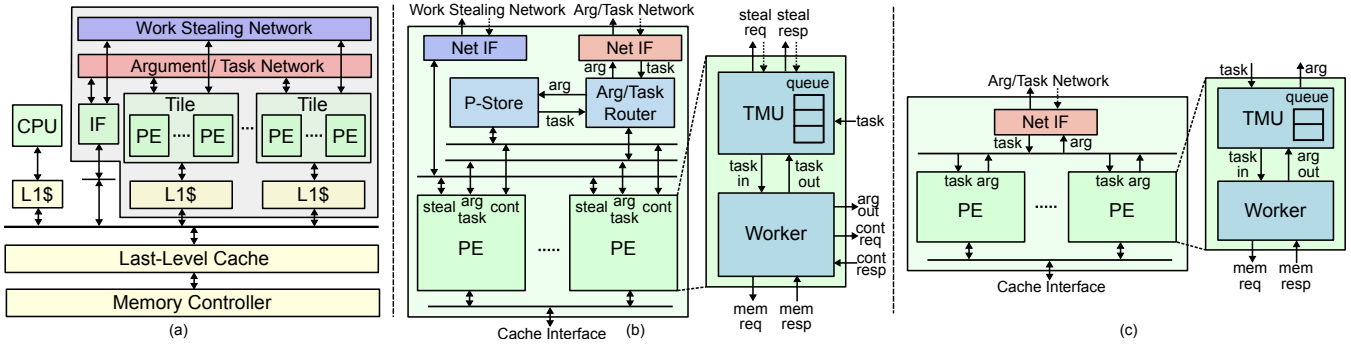 Work Stealing Network
Argument / Task Network
CPU
IF
Tile
PE
PE
Tile
PE
PE
L1$
L1$
L1$
Last-Level Cache
Memory Controller
(a)
Work Stealing Network
Arg/Task Network
Net IF
Net IF
arg
task
P-Store
arg
task
Arg/Task
Router
steal
arg
task
cont
PE
steal
arg
task
cont
PE
Cache Interface
(b)
steal
req
steal
resp
queue
TMU
task
task
in
task
out
Worker
arg
out
cont
req
cont
resp
mem
req
mem
resp
Arg/Task Network
Net IF
task
arg
task arg
PE
task arg
PE
Cache Interface
(c)
task
arg
queue
TMU
task
in
arg
out
Worker
mem
req
mem
resp